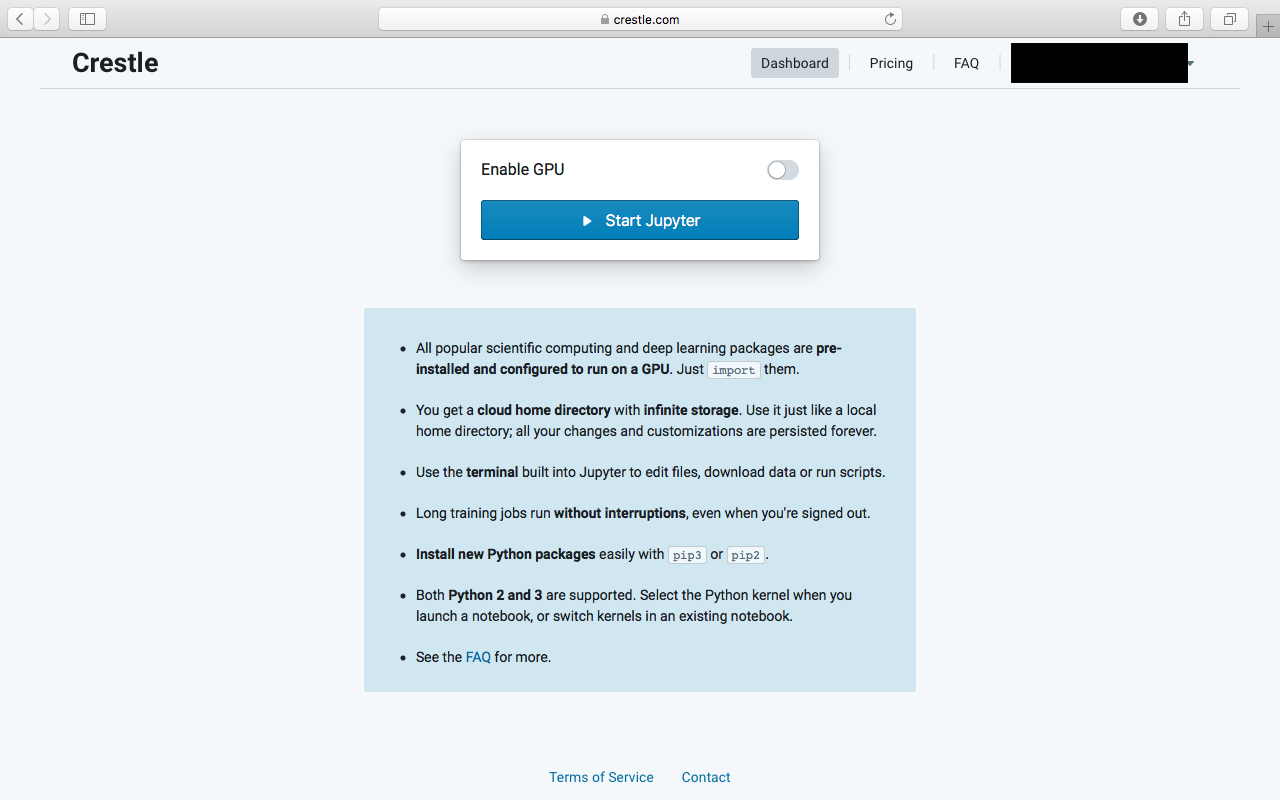 crestle.com
Crestle
Dashboard
Pricing
FAQ
Enable GPU
Start Jupyter
All popular scientific computing and deep learning packages are pre-
installed and configured to run on a GPU. Just import them.
You get a cloud home directory with infinite storage. Use it just like a local
home directory; all your changes and customizations are persisted forever.
Use the terminal built into Jupyter to edit files, download data or run scripts.
Long training jobs run without interruptions, even when you're signed out.
Install new Python packages easily with pip3 or pip2.
Both Python 2 and 3 are supported. Select the Python kernel when you
launch a notebook, or switch kernels in an existing notebook.
See the FAQ for more.
Terms of Service
Contact